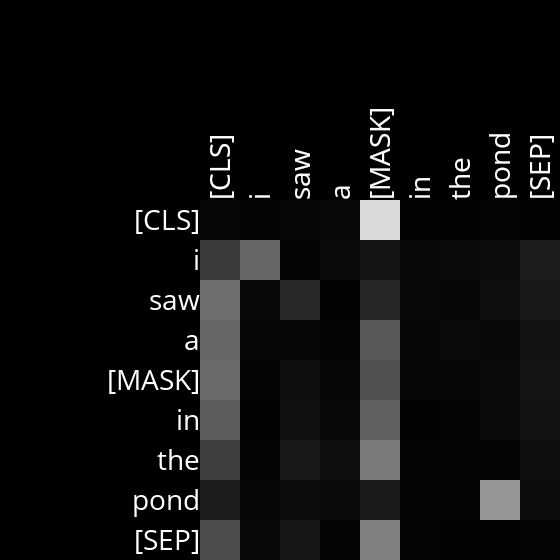 [CLS] i saw a [MASK] in the pond [SEP]
[CLS]
i
saw
a
[MASK]
in
the
pond
[SEP]